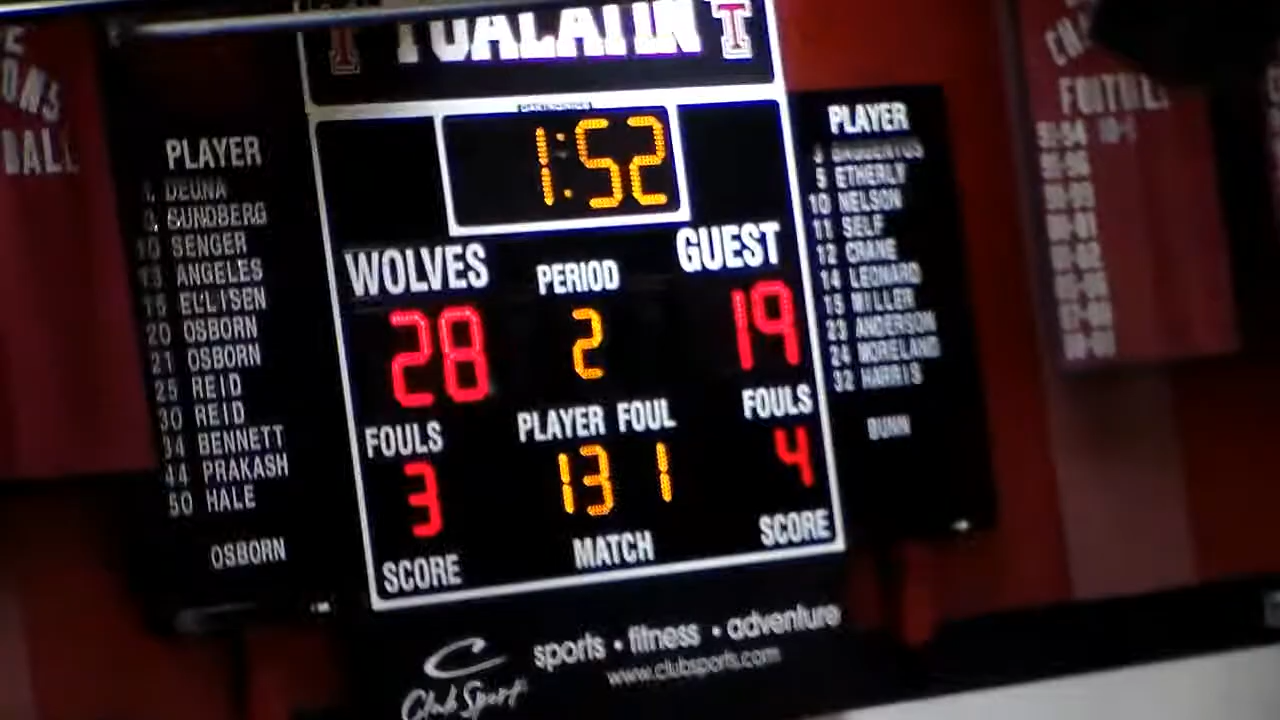 TUALATIN
1:52
WOLVES
PERIOD
GUEST
28
2
19
FOULS
PLAYER FOUL
FOULS
3
13 1
4
SCORE
MATCH
SCORE
PLAYER
DEUNA
SUNDBERG
10 SENGER
13 ANGELES
15 ELLISEN
20 OSBORN
21 OSBORN
25 REID
30 REID
34 BENNETT
44 PRAKASH
50 HALE
OSBORN
PLAYER
5 ETHERLY
10 NELSON
11 SELF
12 CRANE
14 LEONARD
15 MILLER
23 ANDERSON
24 MORELAND
32 HARRIS
BUNN
sports • fitness • adventure
www.clubsports.com
ClubSport